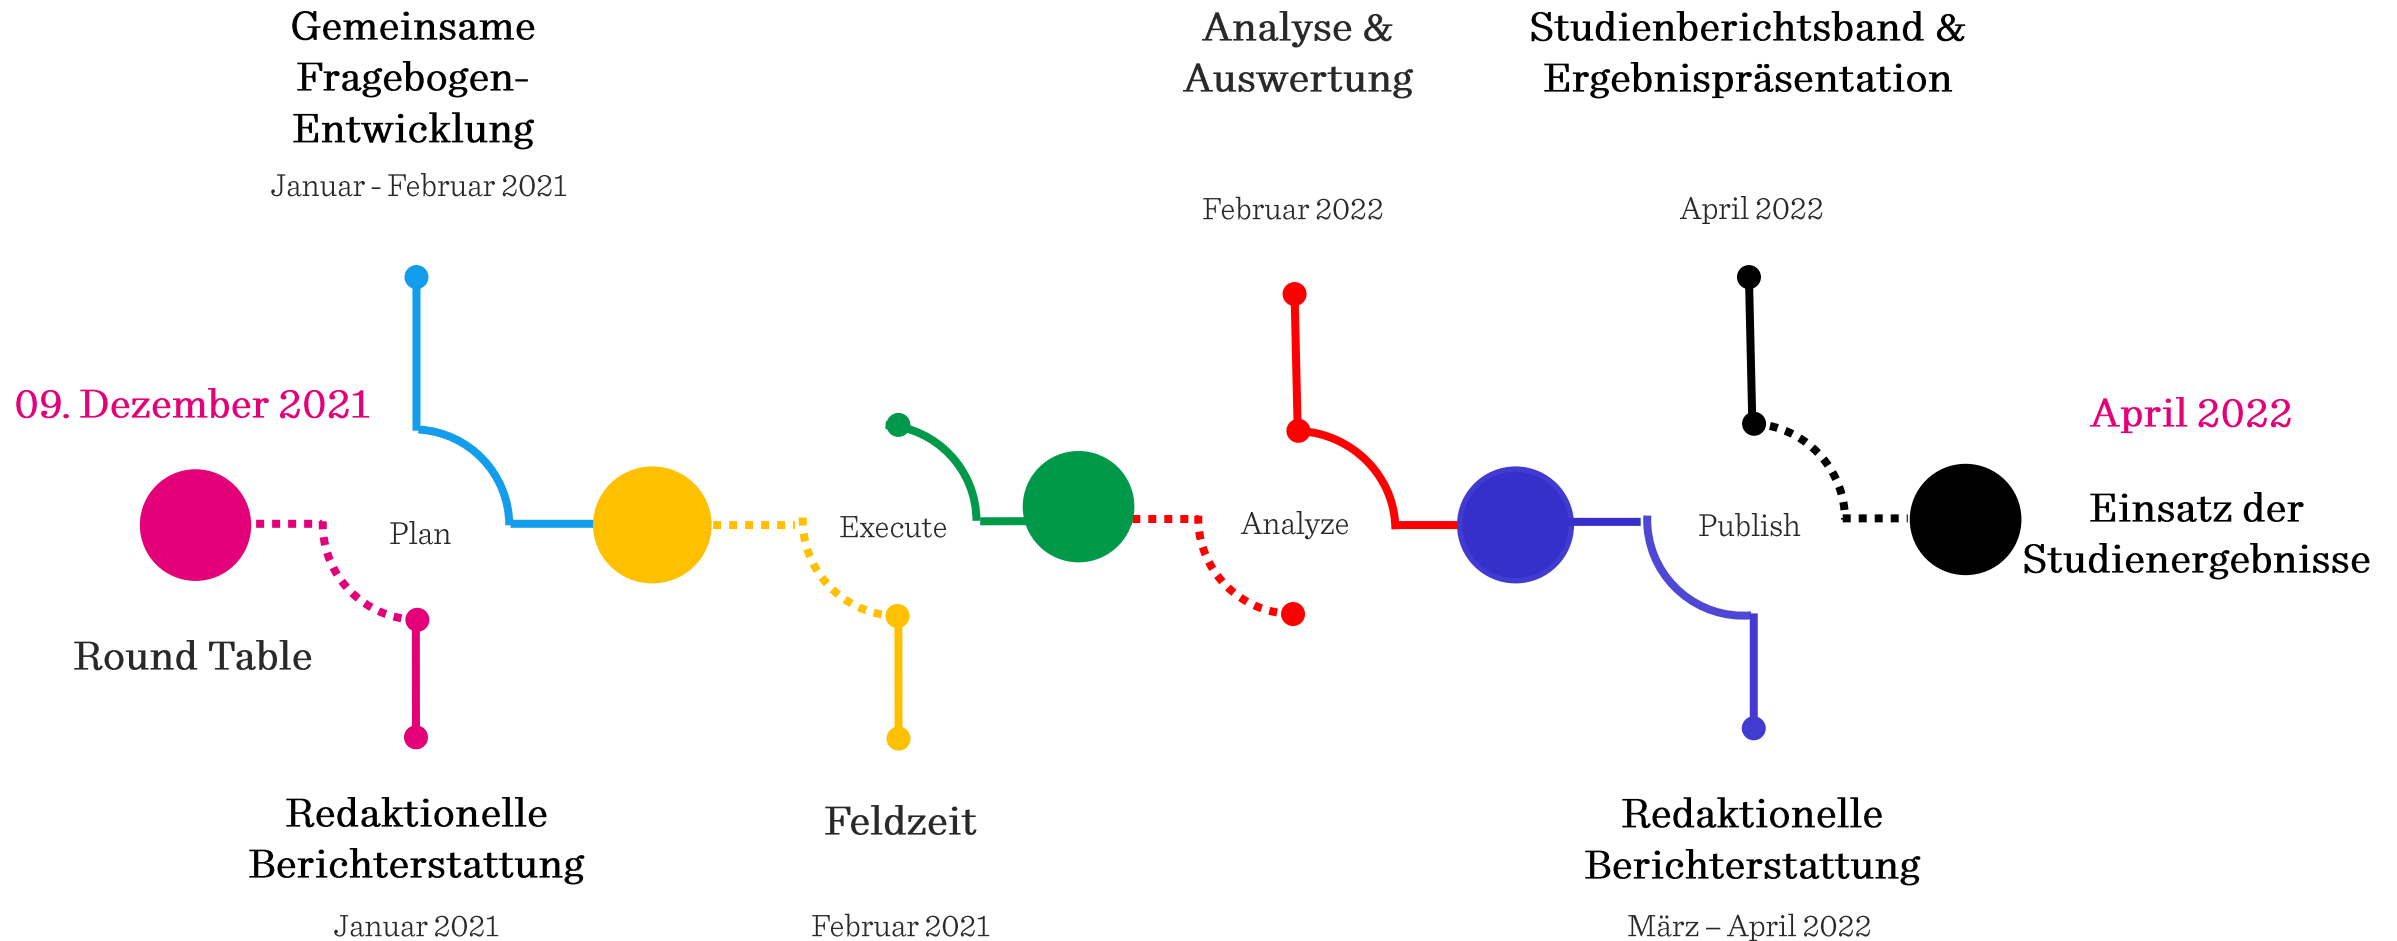 Gemeinsame
Fragebogen-
Entwicklung
Januar - Februar 2021
Analyse &
Auswertung
Februar 2022
Studienberichtsband &
Ergebnispräsentation
April 2022
09. Dezember 2021
Round Table
Plan
Execute
Analyze
Publish
April 2022
Einsatz der
Studienergebnisse
Redaktionelle
Berichterstattung
Januar 2021
Feldzeit
Februar 2021
Redaktionelle
Berichterstattung
März – April 2022